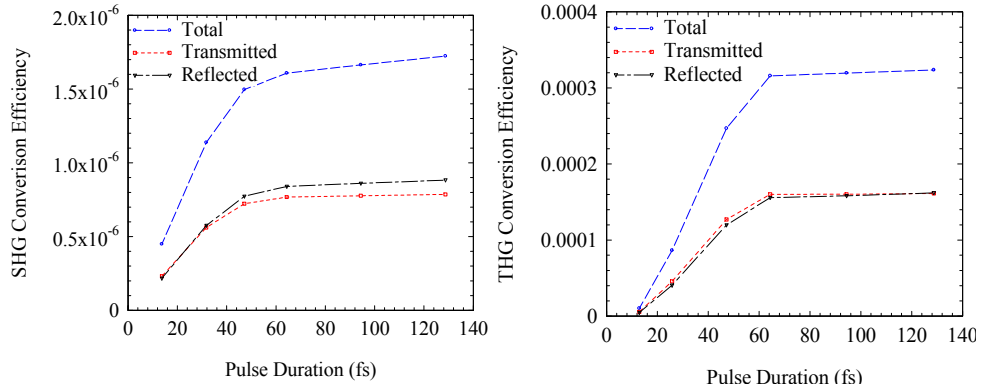 SHG Converison Efficiency
2.0x10-6
1.5x10-6
1.0x10-6
0.5x10-6
0
Total
Transmitted
Reflected
0 20 40 60 80 100 120 140
Pulse Duration (fs)
THG Conversion Efficiency
0.0004
0.0003
0.0002
0.0001
0
Total
Transmitted
Reflected
0 20 40 60 80 100 120 140
Pulse Duration (fs)